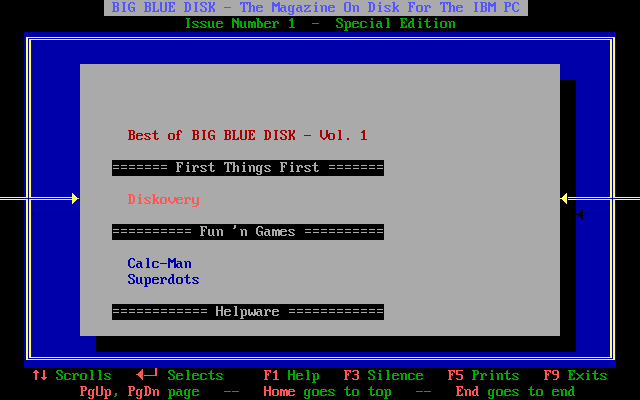 BIG BLUE DISK - The Magazine On Disk For The IBM PC
Issue Number 1 - Special Edition
Best of BIG BLUE DISK - Vol. 1
======= First Things First =======
Diskovery
========== Fun 'n Games ==========
Calc-Man
Superdots
============ Helpware ============
↑↓ Scrolls ◄─┘ Selects F1 Help F3 Silence F5 Prints F9 Exits
PgUp, PgDn page -- Home goes to top -- End goes to end